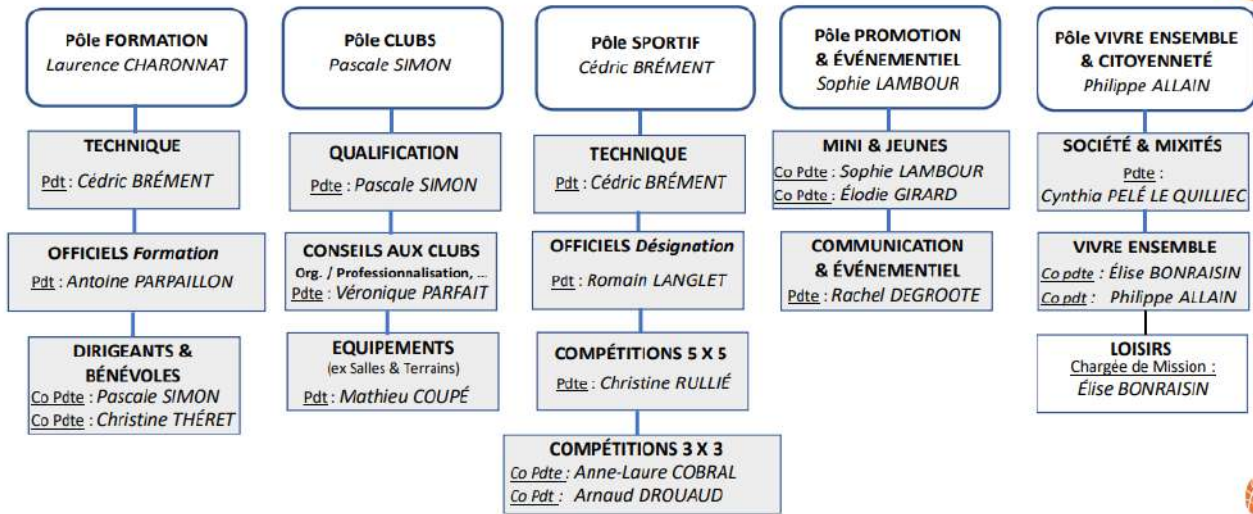 Pôle FORMATION
Laurence CHARONNAT
TECHNIQUE
Pdt : Cédric BRÉMENT
OFFICIELS Formation
Pdt : Antoine PARPAILLON
DIRIGEANTS &
BÉNÉVOLES
Co Pdte : Pascale SIMON
Co Pdte : Christine THÉRET
Pôle CLUBS
Pascale SIMON
QUALIFICATION
Pdte : Pascale SIMON
CONSEILS AUX CLUBS
Org. / Professionnalisation, ...
Pdte : Véronique PARFAIT
EQUIPEMENTS
(ex Salles & Terrains)
Pdt : Mathieu COUPÉ
Pôle SPORTIF
Cédric BRÉMENT
TECHNIQUE
Pdt : Cédric BRÉMENT
OFFICIELS Désignation
Pdt : Romain LANGLET
COMPÉTITIONS 5 X 5
Pdte : Christine RULLIÉ
COMPÉTITIONS 3 X 3
Co Pdte : Anne-Laure COBRAL
Co Pdt : Arnaud DROUAUD
Pôle PROMOTION
& ÉVÉNEMENTIEL
Sophie LAMBOUR
MINI & JEUNES
Co Pdte : Sophie LAMBOUR
Co Pdte : Élodie GIRARD
COMMUNICATION
& ÉVÉNEMENTIEL
Pdte : Rachel DEGROOTE
Pôle VIVRE ENSEMBLE
& CITOYENNETÉ
Philippe ALLAIN
SOCIÉTÉ & MIXITÉS
Pdte :
Cynthia PELÉ LE QUILLIEC
VIVRE ENSEMBLE
Co pdte : Élise BONRAISIN
Co pdt : Philippe ALLAIN
LOISIRS
Chargée de Mission :
Élise BONRAISIN